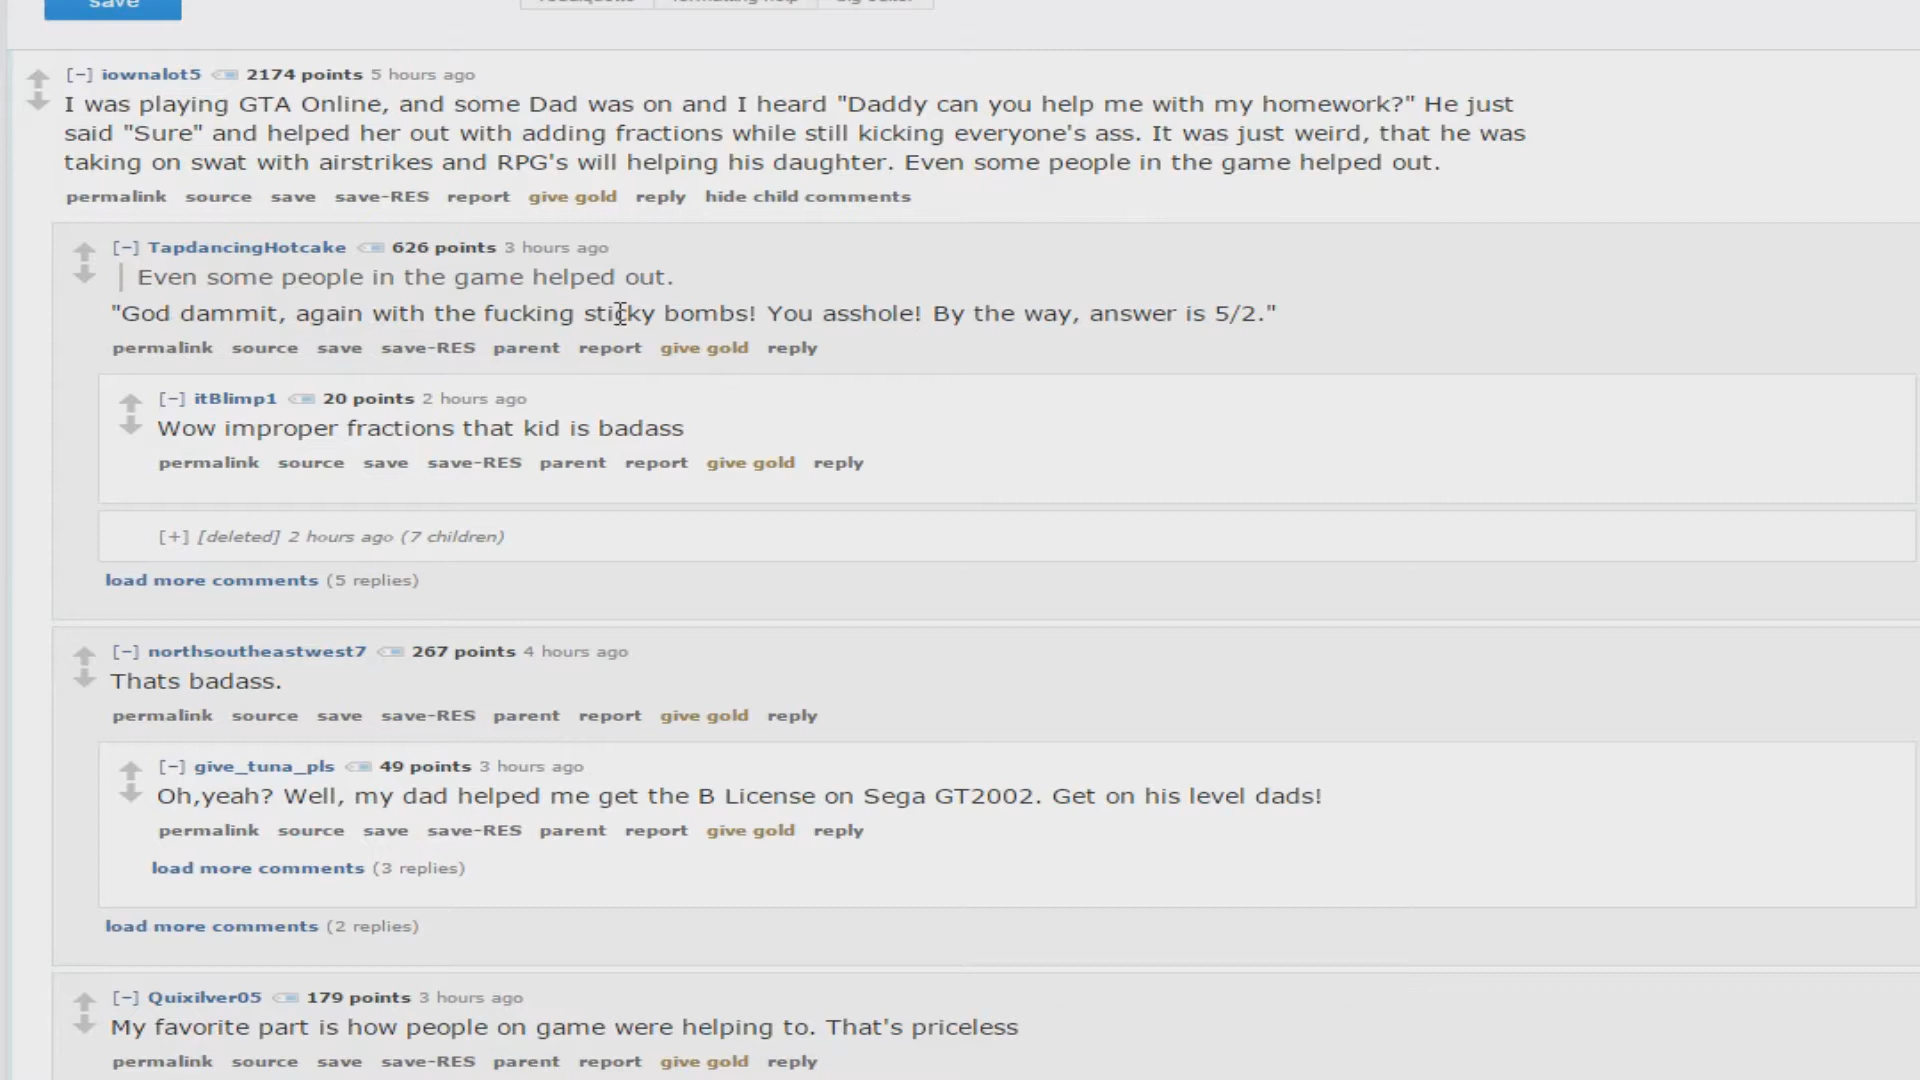 save
formatting help
[-] iownalot5 2174 points 5 hours ago
I was playing GTA Online, and some Dad was on and I heard "Daddy can you help me with my homework?" He just
said "Sure" and helped her out with adding fractions while still kicking everyone's ass. It was just weird, that he was
taking on swat with airstrikes and RPG's will helping his daughter. Even some people in the game helped out.
permalink source save save-RES report give gold reply hide child comments
[-] TapdancingHotcake 626 points 3 hours ago
Even some people in the game helped out.
"God dammit, again with the fucking sticky bombs! You asshole! By the way, answer is 5/2."
permalink source save save-RES parent report give gold reply
[-] itBlimp1 20 points 2 hours ago
Wow improper fractions that kid is badass
permalink source save save-RES parent report give gold reply
[+] [deleted] 2 hours ago (7 children)
load more comments (5 replies)
[-] northsoutheastwest7 267 points 4 hours ago
Thats badass.
permalink source save save-RES parent report give gold reply
[-] give_tuna_pls 49 points 3 hours ago
Oh,yeah? Well, my dad helped me get the B License on Sega GT2002. Get on his level dads!
permalink source save save-RES parent report give gold reply
load more comments (3 replies)
load more comments (2 replies)
[-] Quixilver05 179 points 3 hours ago
My favorite part is how people on game were helping to. That's priceless
permalink source save save-RES parent report give gold reply